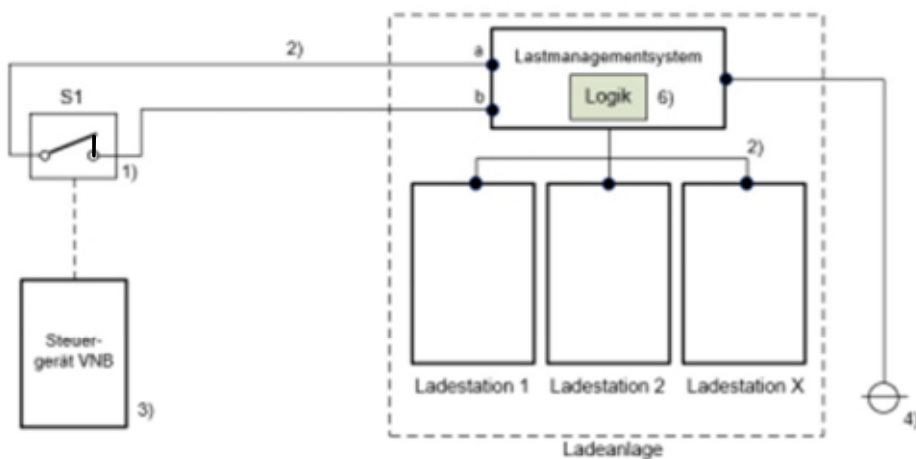 2)
a
Lastmanagementsystem
Logik
6)
b
S1
1)
2)
Steuer-
gerät VNB
3)
Ladestation 1
Ladestation 2
Ladestation X
4)
Ladeanlage